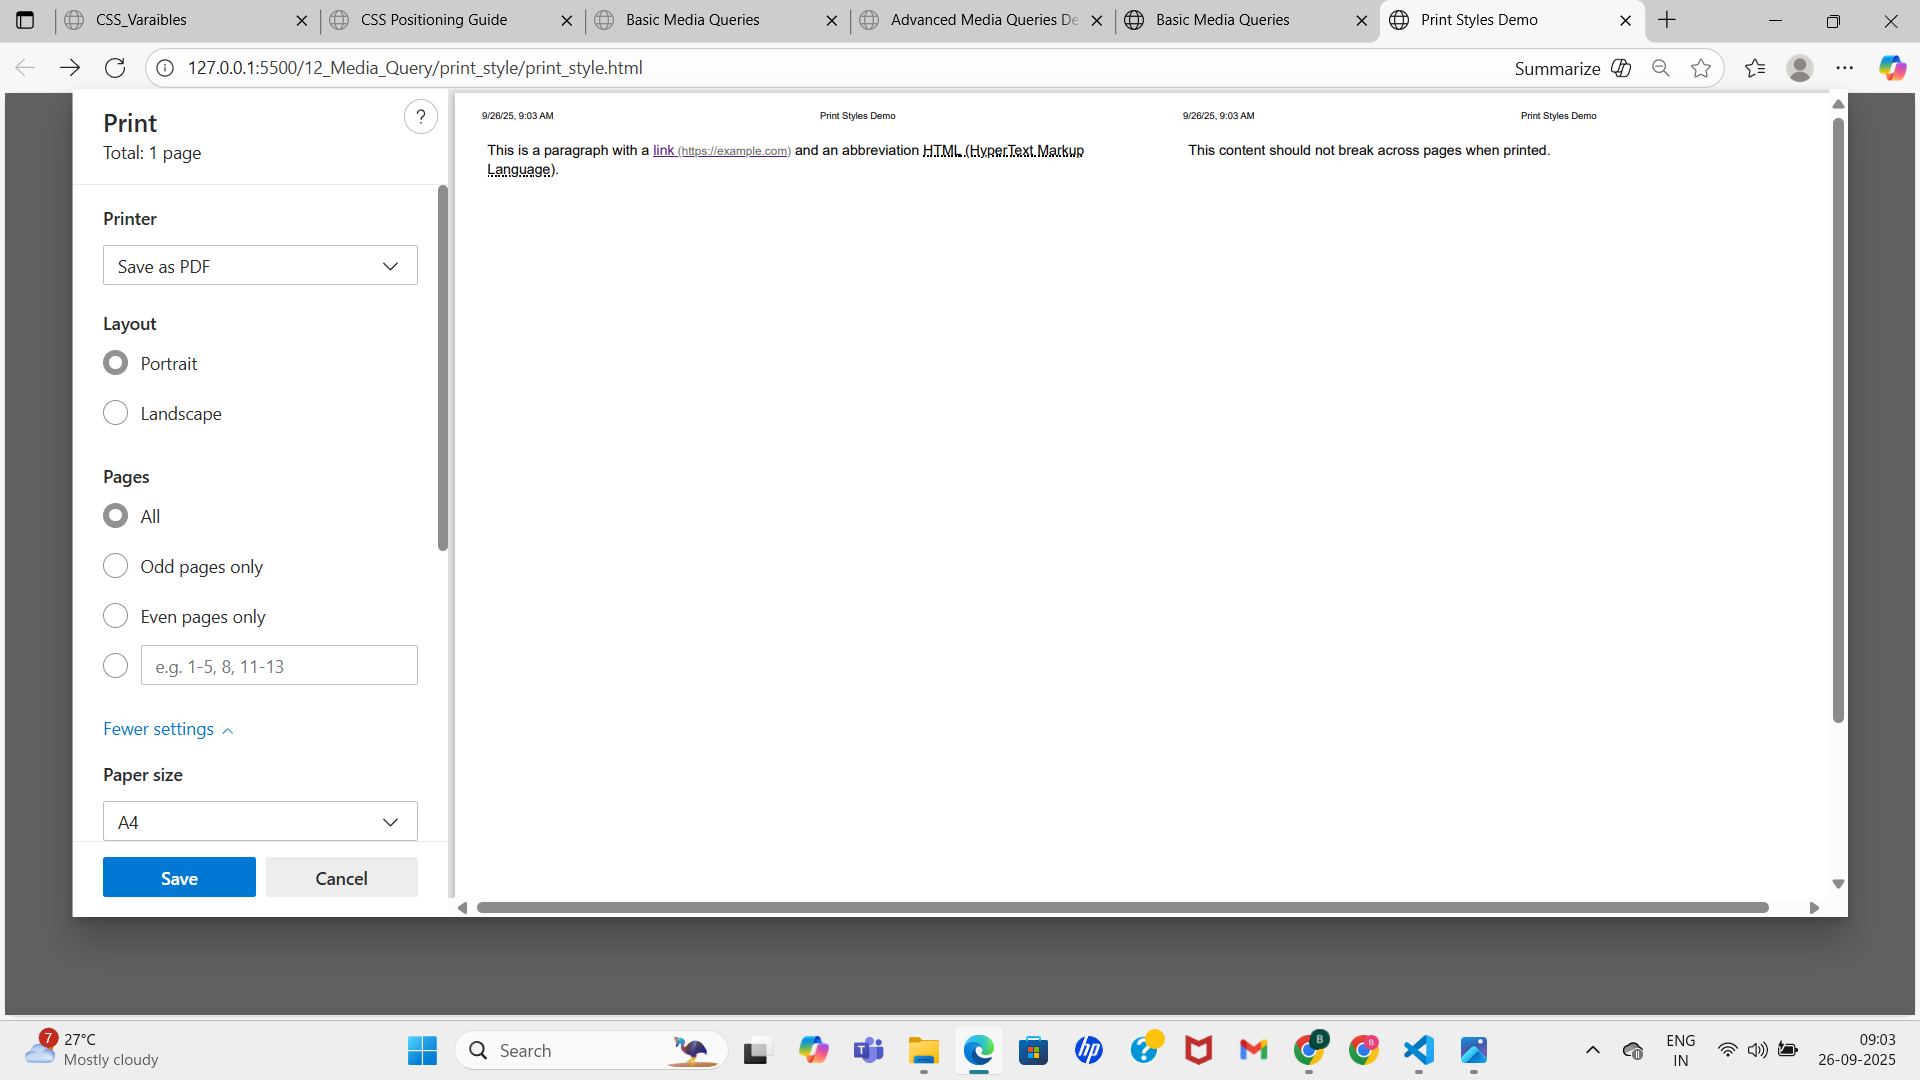 CSS_Varaibles
CSS Positioning Guide
Basic Media Queries
Advanced Media Queries De
Basic Media Queries
Print Styles Demo
127.0.0.1:5500/12_Media_Query/print_style/print_style.html
Summarize
Print
Total: 1 page
?
Printer
Save as PDF
Layout
Portrait
Landscape
Pages
All
Odd pages only
Even pages only
e.g. 1-5, 8, 11-13
Fewer settings
Paper size
A4
Save
Cancel
9/26/25, 9:03 AM Print Styles Demo
This is a paragraph with a link (https://example.com) and an abbreviation HTML (HyperText Markup
Language).
9/26/25, 9:03 AM Print Styles Demo
This content should not break across pages when printed.
7
27°C
Mostly cloudy
Search
hp
?
B
B
ENG
IN
09:03
26-09-2025